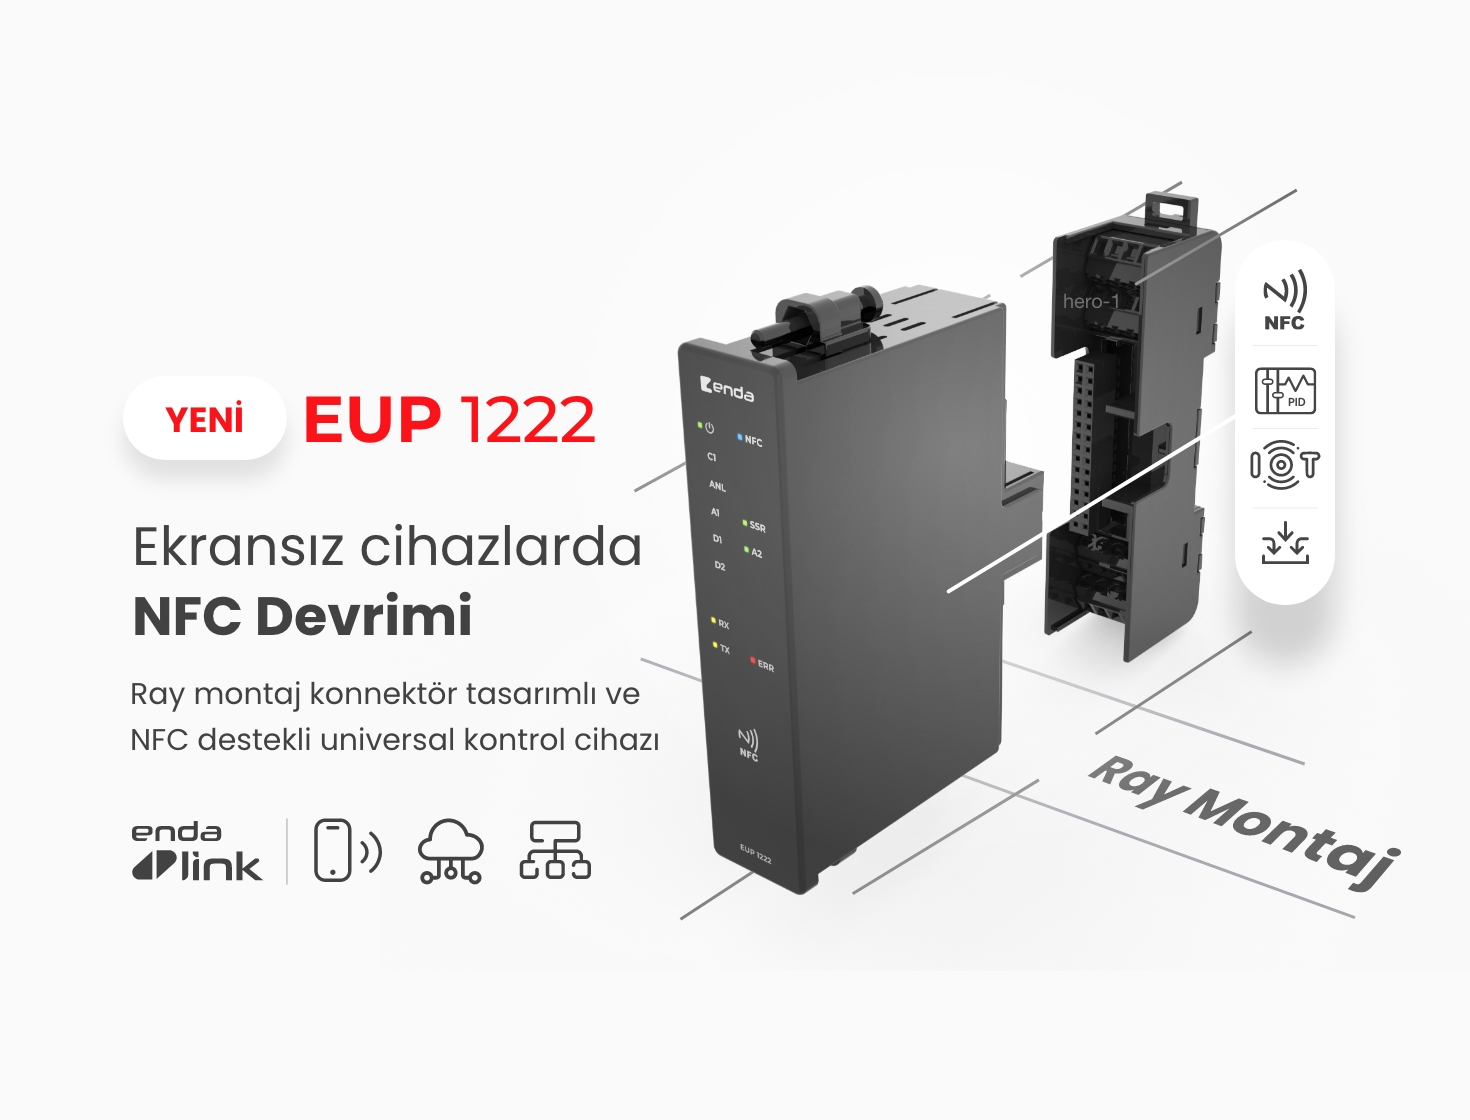 YENİ
EUP 1222
Ekransız cihazlarda
NFC Devrimi
Ray montaj konnektör tasarımlı ve
NFC destekli universal kontrol cihazı
enda
link
enda
NFC
C1
ANL
A1
SSR
D1
A2
D2
RX
TX
ERR
NFC
EUP 1222
hero-1
NFC
PID
IOT
Ray Montaj